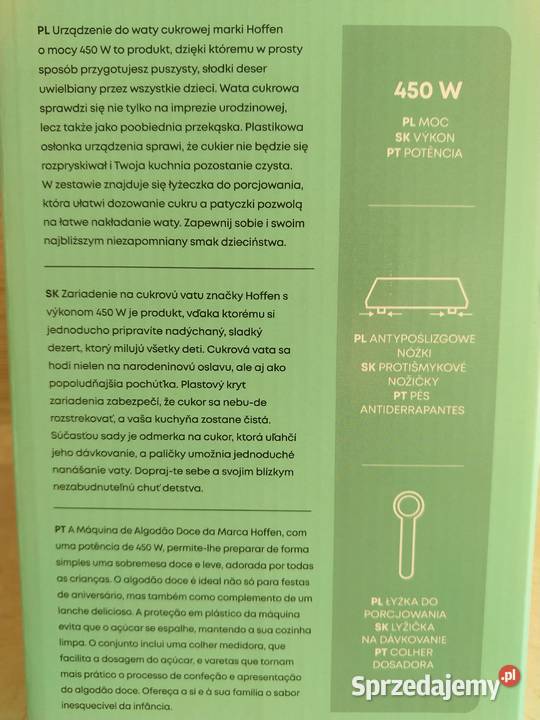 PL Urządzenie do waty cukrowej marki Hoffen
o mocy 450 W to produkt, dzięki któremu w prosty
sposób przygotujesz puszysty, słodki deser
uwielbiany przez wszystkie dzieci. Wata cukrowa
sprawdzi się nie tylko na imprezie urodzinowej,
lecz także jako poobiednia przekąska. Plastikowa
osłonka urządzenia sprawi, że cukier nie będzie się
rozpryskiwał i Twoja kuchnia pozostanie czysta.
W zestawie znajduje się łyżeczka do porcjowania,
która ułatwi dozowanie cukru a patyczki pozwolą
na łatwe nakładanie waty. Zapewnij sobie i swoim
najbliższym niezapomniany smak dzieciństwa.
SK Zariadenie na cukrovú vatu značky Hoffen s
výkonom 450 W je produkt, vďaka ktorému si
jednoducho pripravíte nadýchaný, sladký
dezert, ktorý milujú všetky deti. Cukrová vata sa
hodí nielen na narodeninovú oslavu, ale aj ako
popoludňajšia pochúťka. Plastový kryt
zariadenia zabezpečí, že cukor sa nebu-de
rozstrekovať, a vaša kuchyňa zostane čistá.
Súčasťou sady je odmerka na cukor, ktorá uľahčí
jeho dávkovanie, a paličky umožnia jednoduché
nanášanie vaty. Dopraj-te sebe a svojim blízkym
nezabudnuteľnú chuť detstva.
PT A Máquina de Algodão Doce da Marca Hoffen, com
uma potência de 450 W, permite-lhe preparar de forma
simples uma sobremesa doce e leve, adorada por todas
as crianças. O algodão doce é ideal não só para festas
de aniversário, mas também como complemento de um
lanche delicioso. A proteção em plástico da máquina
evita que o açúcar se espalhe, mantendo a sua cozinha
limpa. O conjunto inclui uma colher medidora, que
facilita a dosagem do açúcar, e varetas que tornam
mais prático o processo de confeção e apresentação
do algodão doce. Ofereça a si e à sua família o sabor
inesquecível da infância.
450 W
PL MOC
SK VÝKON
PT POTÊNCIA
PL ANTYPOŚLIZGOWE
NÓŻKI
SK PROTIŠMYKOVÉ
NOŽIČKY
PT PÉS
ANTIDERRAPANTES
PL ŁYŻKA DO
PORCJOWANIA
SK LYŽIČKA
NA DÁVKOVANIE
PT COLHER
DOSADORA
Sprzedajemy.pl